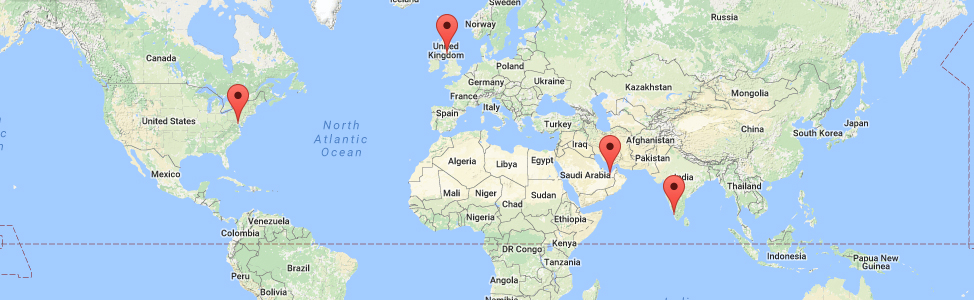 Iceland
Sweden
Norway
Russia
Canada
United
Kingdom
Poland
Germany
Ukraine
Kazakhstan
France
Mongolia
Italy
Spain
United States
Turkey
China
Japan
South Korea
North
Atlantic
Ocean
Iraq
Afghanistan
Pakistan
Algeria
Libya
Egypt
Mexico
Saudi Arabia
India
Thailand
Mali
Niger
Sudan
Chad
Nigeria
Ethiopia
Venezuela
Colombia
Kenya
DR Congo
Indonesia
Papua New
Guinea
Tanzania
Brazil
Peru
Angola
Bolivia
Namibia